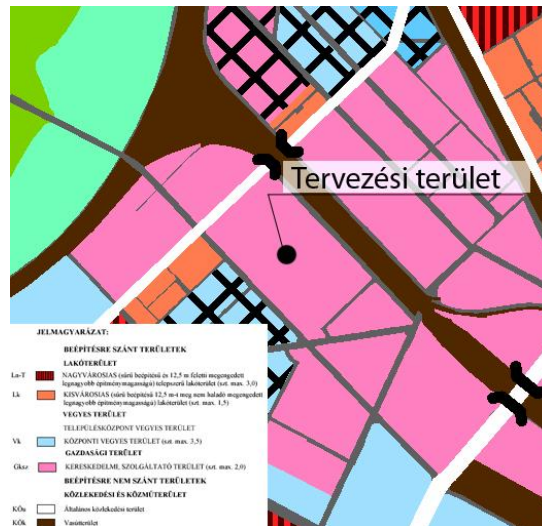 Tervezési terület
JELMAGYARÁZAT:
BEÉPÍTÉSRE SZÁNT TERÜLETEK
LAKÓTERÜLET
Ln-T NAGYVÁROSIAS (sűrű beépítésű és 12,5 m feletti megengedett
legnagyobb építménymagasságú) telepszerű lakóterület (szt. max. 3,0)
Lk KISVÁROSIAS (sűrű beépítésű 12,5 m-t meg nem haladó megengedett
legnagyobb építménymagasságú) lakóterület (szt. max. 1,5)
VEGYES TERÜLET
TELEPÜLÉSKÖZPONT VEGYES TERÜLET
Vk KÖZPONTI VEGYES TERÜLET (szt. max. 3,5)
GAZDASÁGI TERÜLET
Gksz KERESKEDELMI, SZOLGÁLTATÓ TERÜLET (szt. max. 2,0)
BEÉPÍTÉSRE NEM SZÁNT TERÜLETEK
KÖZLEKEDÉSI ÉS KÖZMŰTERÜLET
KÖu Általános közlekedési terület
KÖk Vasútterület